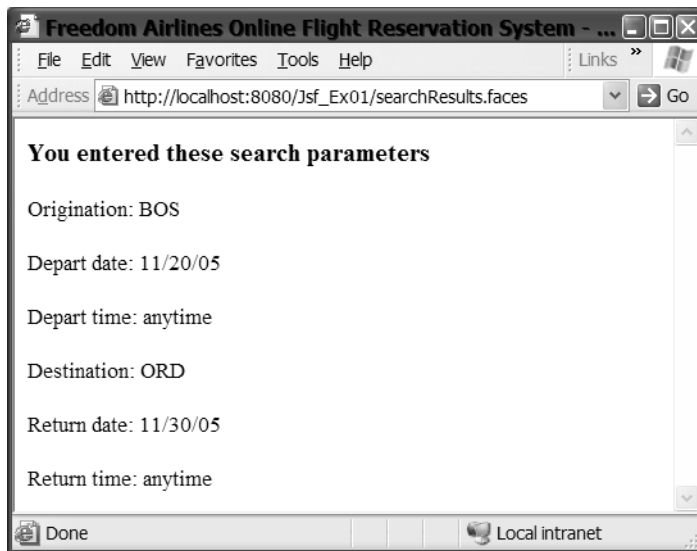 Freedom Airlines Online Flight Reservation System - ...
File Edit View Favorites Tools Help Links »
Address http://localhost:8080/Jsf_Ex01/searchResults.faces Go
You entered these search parameters
Origination: BOS
Depart date: 11/20/05
Depart time: anytime
Destination: ORD
Return date: 11/30/05
Return time: anytime
Done Local intranet